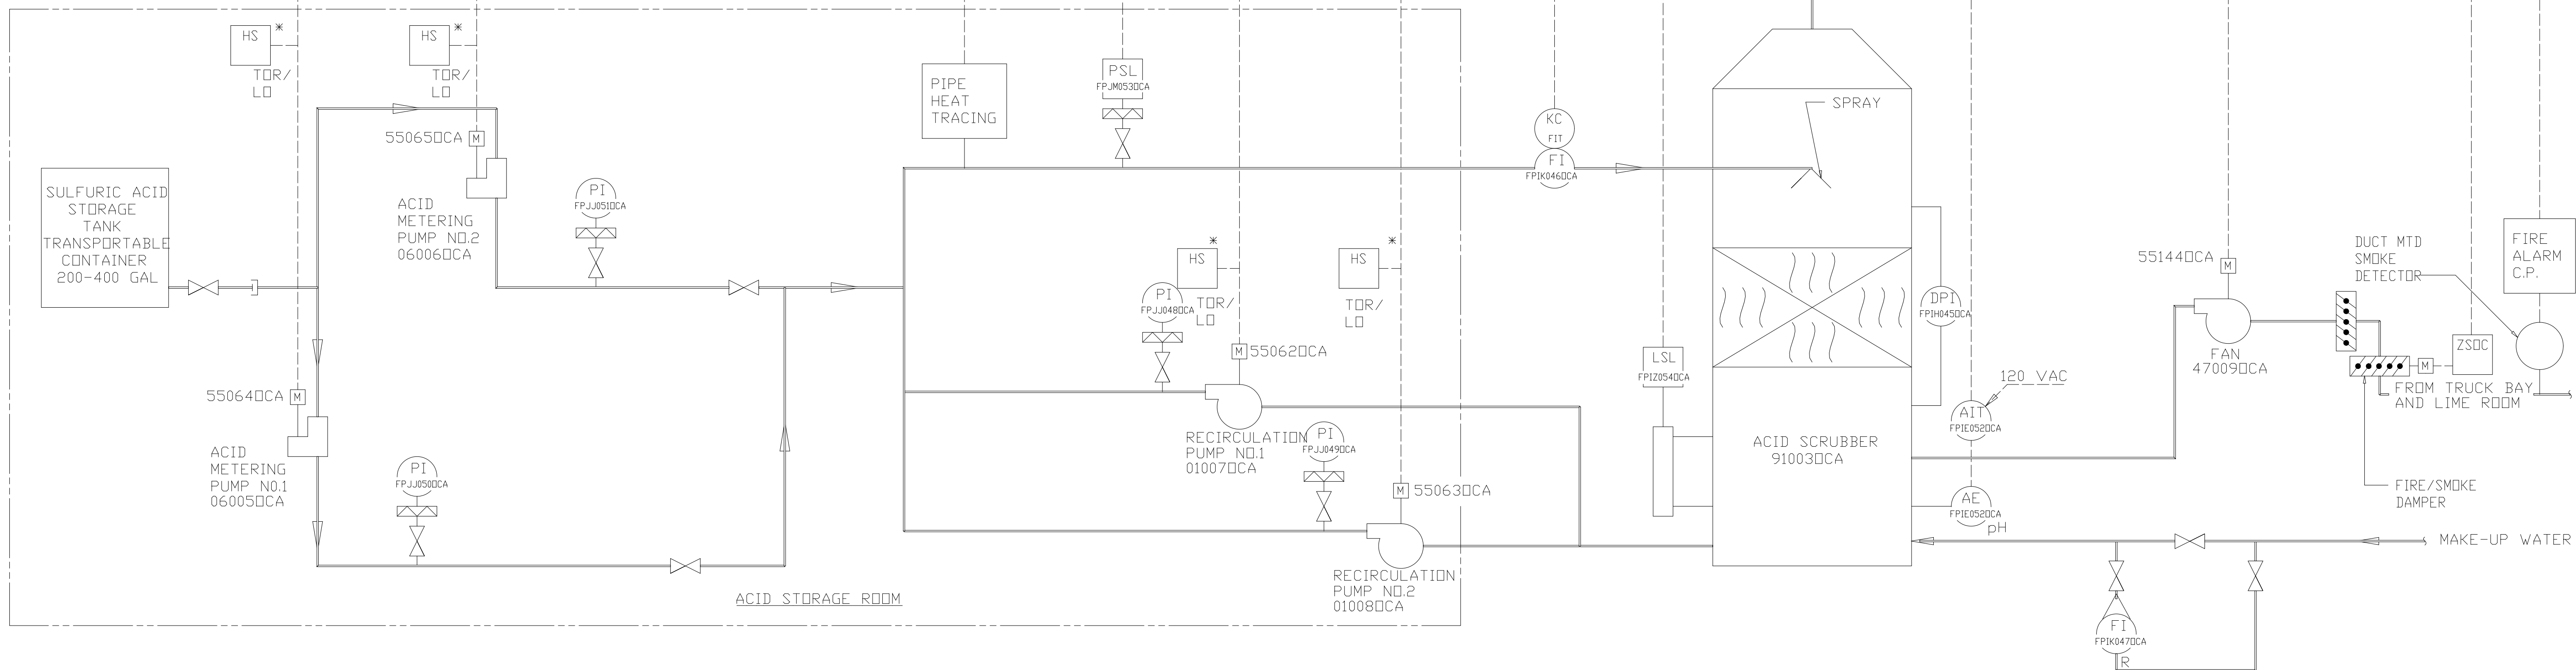 HS
*
TOR/
LO
HS
*
TOR/
LO
PIPE
HEAT
TRACING
PSL
FPJM053OCA
KC
FIT
FI
FPIK046OCA
SPRAY
55065OCA
M
SULFURIC ACID
STORAGE
TANK
TRANSPORTABLE
CONTAINER
200-400 GAL
ACID
METERING
PUMP NO.2
06006OCA
PI
FPJJ051OCA
HS
*
TOR/
LO
HS
*
TOR/
LO
PI
FPJJ048OCA
M
55062OCA
RECIRCULATION
PUMP NO.1
01007OCA
PI
FPJJ049OCA
M
55063OCA
RECIRCULATION
PUMP NO.2
01008OCA
55064OCA
M
ACID
METERING
PUMP NO.1
06005OCA
PI
FPJJ050OCA
ACID STORAGE ROOM
LSL
FPIZ054OCA
DPI
FPIH045OCA
ACID SCRUBBER
91003OCA
120 VAC
AIT
FPIE052OCA
AE
FPIE052OCA
pH
55144OCA
M
FAN
47009OCA
DUCT MTD
SMOKE
DETECTOR
FIRE
ALARM
C.P.
ZSOC
M
FROM TRUCK BAY
AND LIME ROOM
FIRE/SMOKE
DAMPER
MAKE-UP WATER
FI
FPIK047OCA
R